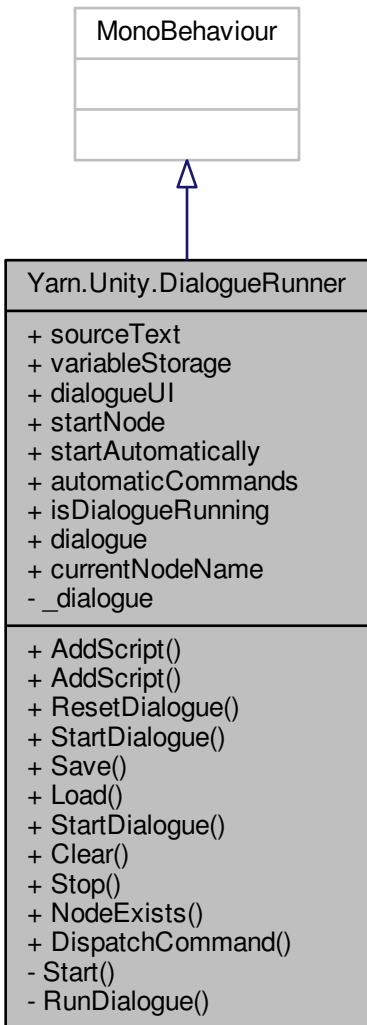 MonoBehaviour
Yarn.Unity.DialogueRunner
+ sourceText
+ variableStorage
+ dialogueUI
+ startNode
+ startAutomatically
+ automaticCommands
+ isDialogueRunning
+ dialogue
+ currentNodeName
- _dialogue
+ AddScript()
+ AddScript()
+ ResetDialogue()
+ StartDialogue()
+ Save()
+ Load()
+ StartDialogue()
+ Clear()
+ Stop()
+ NodeExists()
+ DispatchCommand()
- Start()
- RunDialogue()